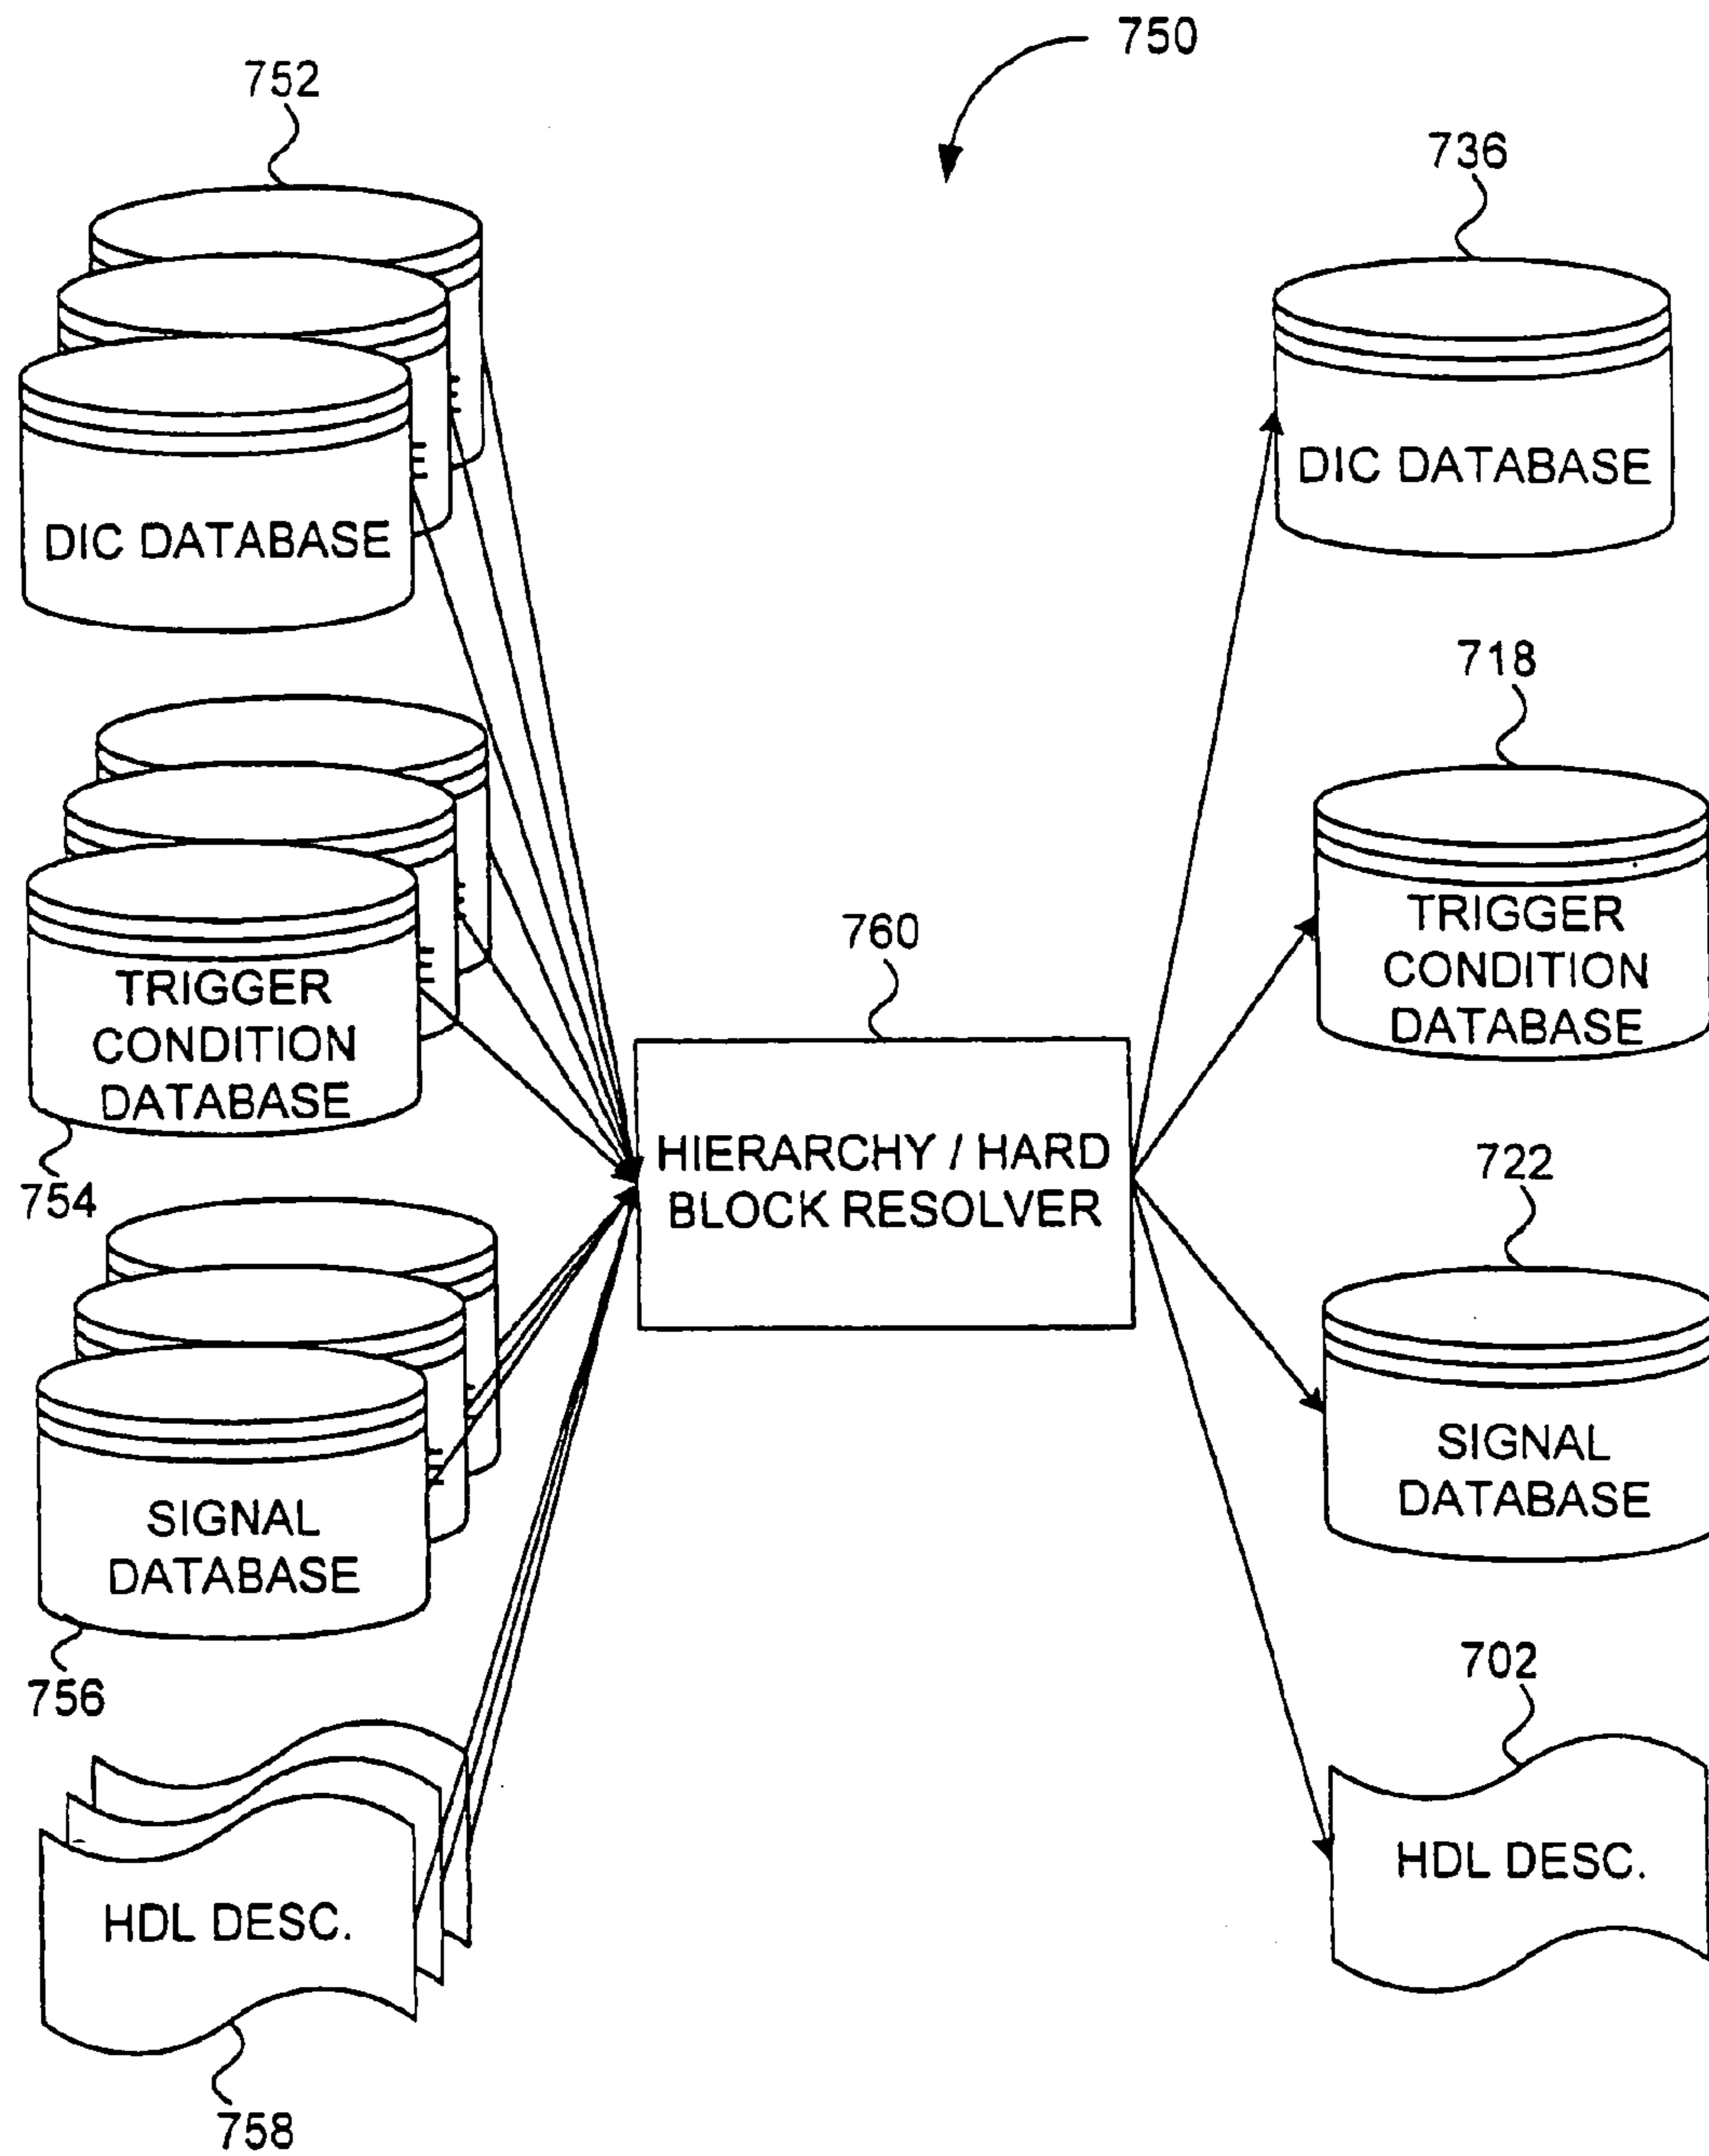 750
752
DIC DATABASE
736
DIC DATABASE
754
TRIGGER
CONDITION
DATABASE
718
TRIGGER
CONDITION
DATABASE
760
HIERARCHY / HARD
BLOCK RESOLVER
756
SIGNAL
DATABASE
722
SIGNAL
DATABASE
758
HDL DESC.
702
HDL DESC.